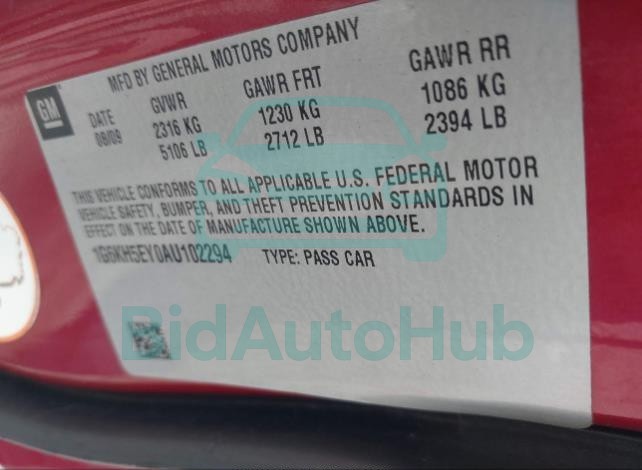 MFD BY GENERAL MOTORS COMPANY
GM
DATE GVWR GAWR FRT GAWR RR
08/09 2316 KG 1230 KG 1086 KG
5106 LB 2712 LB 2394 LB
THIS VEHICLE CONFORMS TO ALL APPLICABLE U.S. FEDERAL MOTOR
VEHICLE SAFETY, BUMPER, AND THEFT PREVENTION STANDARDS IN
EFFECT ON THE DATE OF MANUFACTURE SHOWN ABOVE.
1G6KH5EY0AU102294 TYPE: PASS CAR
BidAutoHub